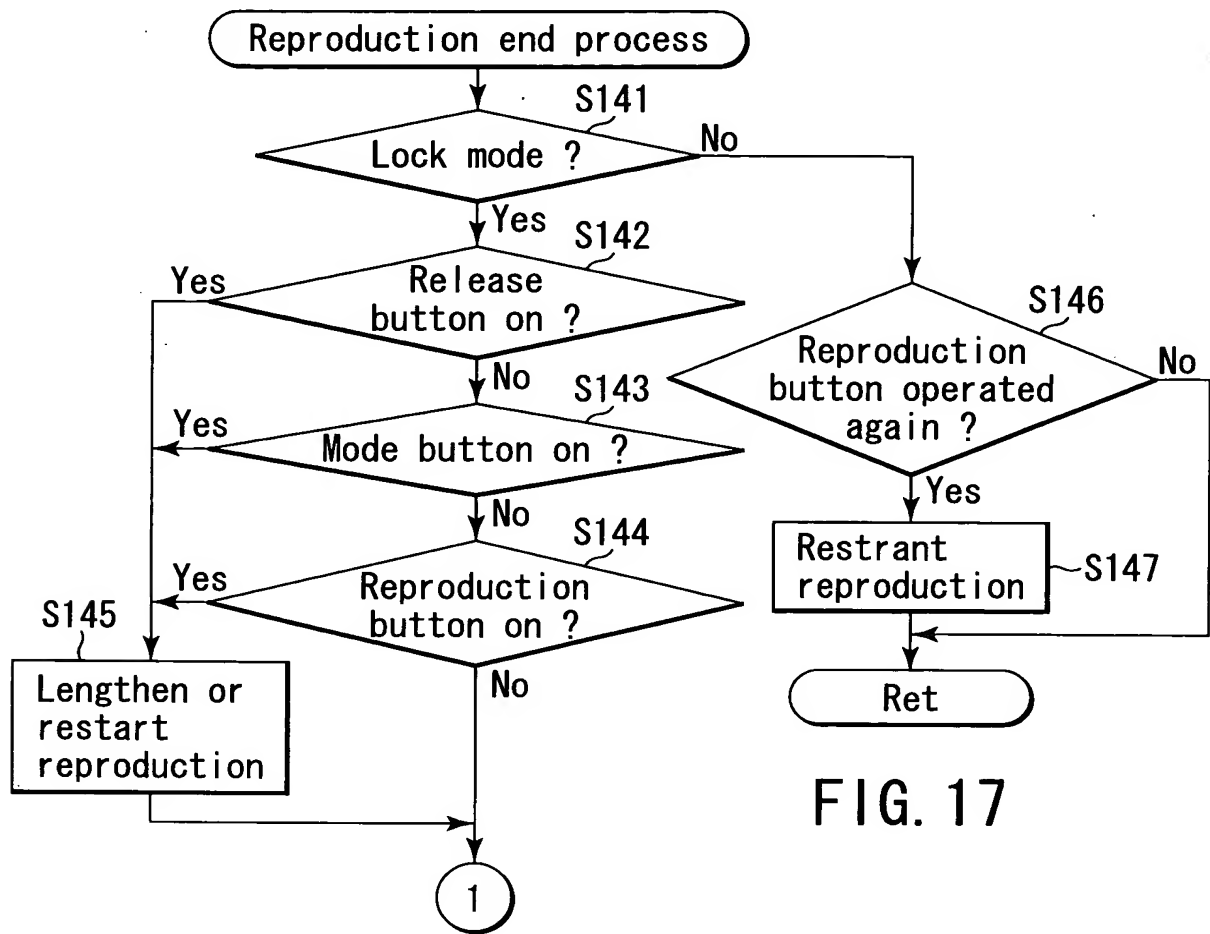 Reproduction end process
S141
Lock mode ?
No
Yes
S142
Release
button on ?
Yes
No
S143
Mode button on ?
Yes
No
S144
Reproduction
button on ?
Yes
No
S145
Lengthen or
restart
reproduction
1
S146
Reproduction
button operated
again ?
No
Yes
Restrant
reproduction
S147
Ret
FIG. 17